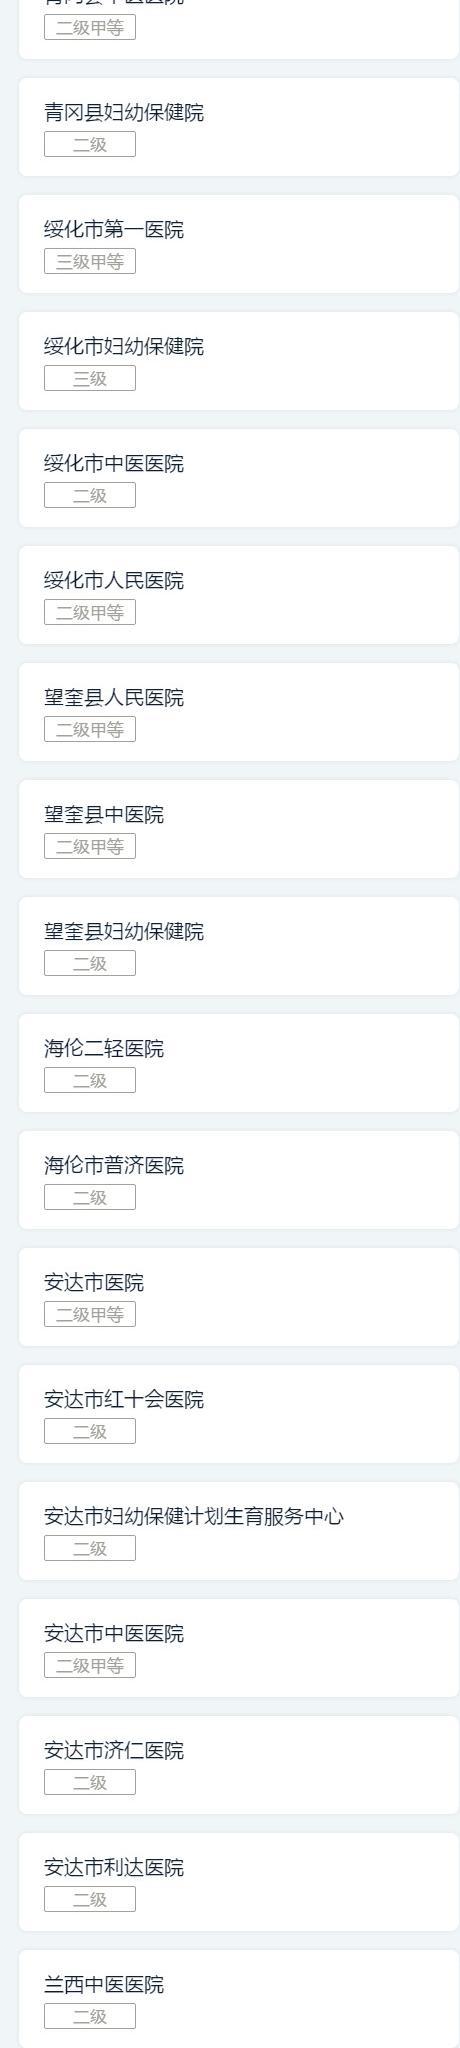 二级甲等
青冈县妇幼保健院
二级
绥化市第一医院
三级甲等
绥化市妇幼保健院
三级
绥化市中医医院
二级
绥化市人民医院
二级甲等
望奎县人民医院
二级甲等
望奎县中医院
二级甲等
望奎县妇幼保健院
二级
海伦二轻医院
二级
海伦市普济医院
二级
安达市医院
二级甲等
安达市红十会医院
二级
安达市妇幼保健计划生育服务中心
二级
安达市中医医院
二级甲等
安达市济仁医院
二级
安达市利达医院
二级
兰西中医医院
二级